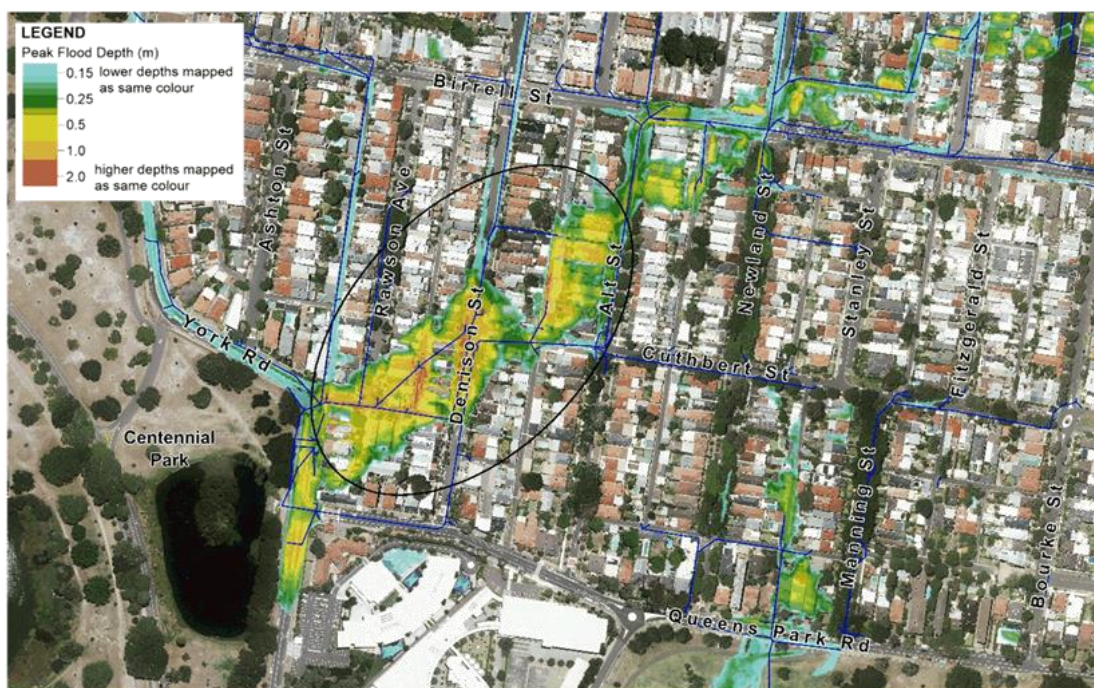 LEGEND
Peak Flood Depth (m)
0.15 lower depths mapped
as same colour
0.25
0.5
1.0
2.0 higher depths mapped
as same colour
Birrell St
Ashton St
Rawson Ave
York Rd
Denison St
Alt St
Newland St
Stanley St
Fitzgerald St
Cuthbert St
Centennial
Park
Manning St
Bourke St
Queens Park Rd